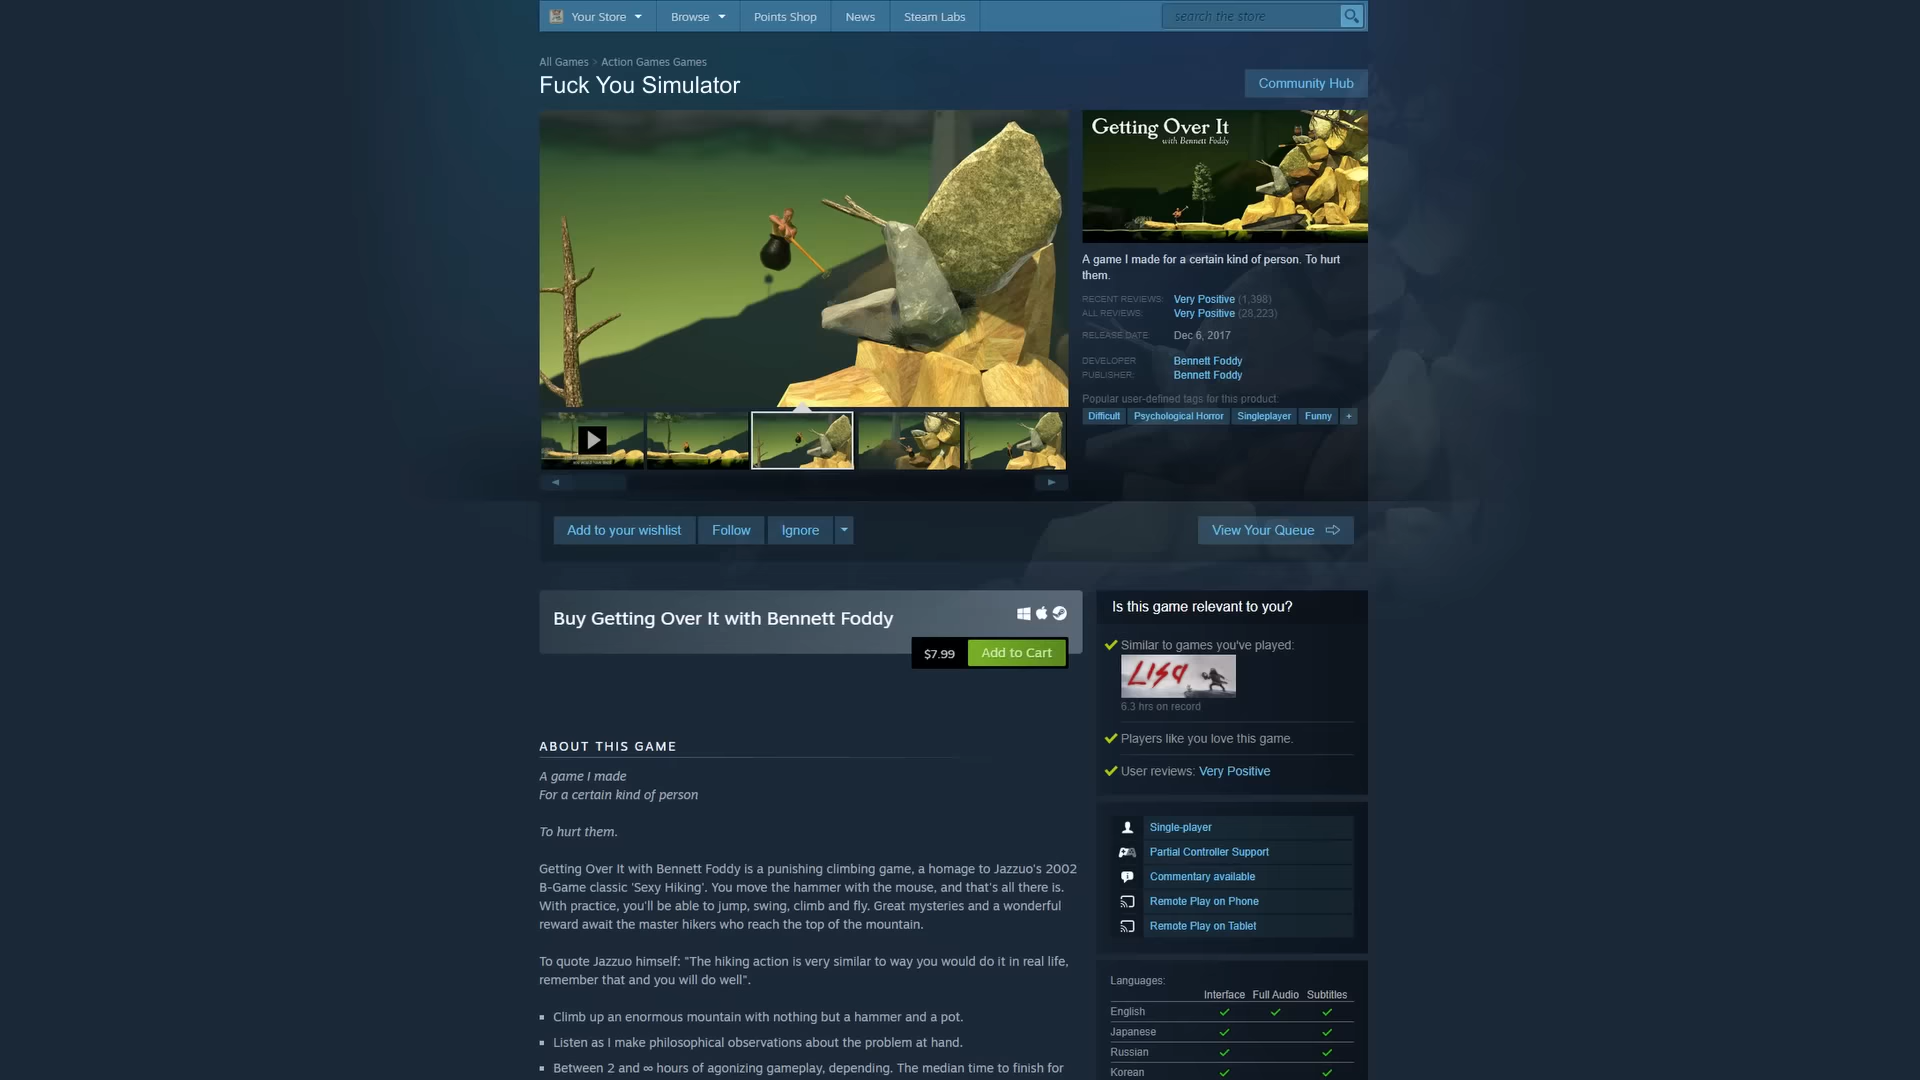 Your Store
Browse
Points Shop
News
Steam Labs
search the store
All Games > Action Games Games
Fuck You Simulator
Community Hub
Getting Over It
with Bennett Foddy
A game I made for a certain kind of person. To hurt
them.
RECENT REVIEWS: Very Positive (1,398)
ALL REVIEWS: Very Positive (28,223)
RELEASE DATE: Dec 6, 2017
DEVELOPER: Bennett Foddy
PUBLISHER: Bennett Foddy
Popular user-defined tags for this product:
Difficult Psychological Horror Singleplayer Funny +
Add to your wishlist
Follow
Ignore
View Your Queue
Buy Getting Over It with Bennett Foddy
$7.99
Add to Cart
Is this game relevant to you?
Similar to games you've played:
LISA
6.3 hrs on record
Players like you love this game.
User reviews: Very Positive
ABOUT THIS GAME
A game I made
For a certain kind of person
To hurt them.
Getting Over It with Bennett Foddy is a punishing climbing game, a homage to Jazzuo's 2002
B-Game classic 'Sexy Hiking'. You move the hammer with the mouse, and that's all there is.
With practice, you'll be able to jump, swing, climb and fly. Great mysteries and a wonderful
reward await the master hikers who reach the top of the mountain.
To quote Jazzuo himself: "The hiking action is very similar to way you would do it in real life,
remember that and you will do well".
Climb up an enormous mountain with nothing but a hammer and a pot.
Listen as I make philosophical observations about the problem at hand.
Between 2 and ∞ hours of agonizing gameplay, depending. The median time to finish for
Single-player
Partial Controller Support
Commentary available
Remote Play on Phone
Remote Play on Tablet
Languages:
Interface Full Audio Subtitles
English ✓ ✓ ✓
Japanese ✓ ✓
Russian ✓ ✓
Korean ✓ ✓